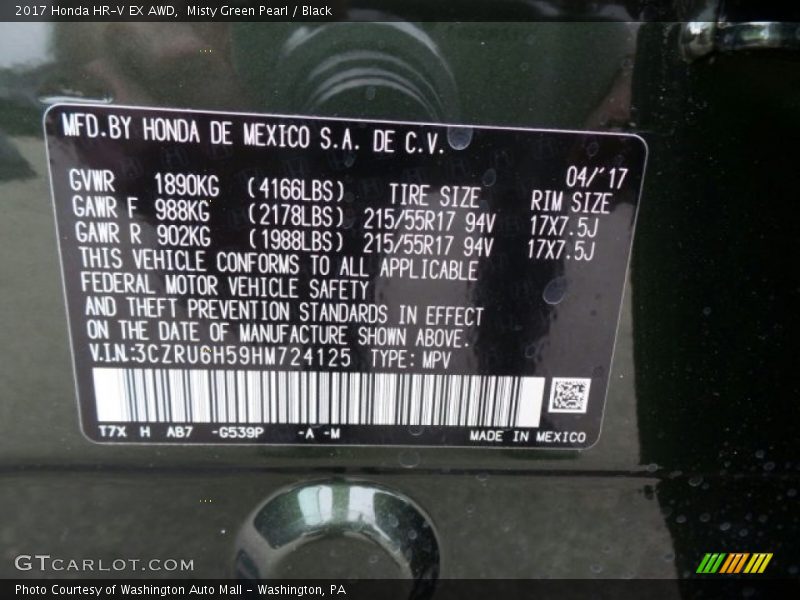 2017 Honda HR-V EX AWD,  Misty Green Pearl / Black
MFD.BY HONDA DE MEXICO S.A. DE C.V.
04/'17
GVWR 1890KG (4166LBS) TIRE SIZE RIM SIZE
GAWR F 988KG (2178LBS) 215/55R17 94V 17X7.5J
GAWR R 902KG (1988LBS) 215/55R17 94V 17X7.5J
THIS VEHICLE CONFORMS TO ALL APPLICABLE
FEDERAL MOTOR VEHICLE SAFETY
AND THEFT PREVENTION STANDARDS IN EFFECT
ON THE DATE OF MANUFACTURE SHOWN ABOVE.
V.I.N.:3CZRU6H59HM724125 TYPE: MPV
T7X H AB7 -G539P -A -M MADE IN MEXICO
GTCARLOT.COM
Photo Courtesy of Washington Auto Mall - Washington, PA